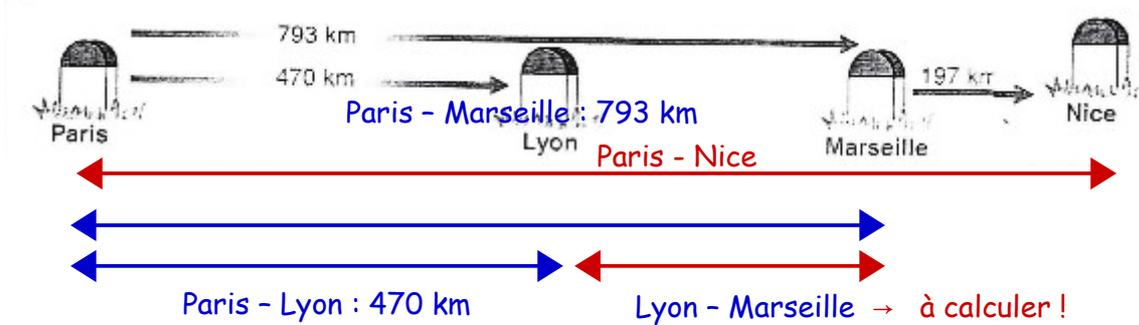 793 km
470 km
197 km
Paris – Marseille : 793 km
Paris
Lyon
Marseille
Nice
Paris - Nice
Paris – Lyon : 470 km
Lyon – Marseille → à calculer !